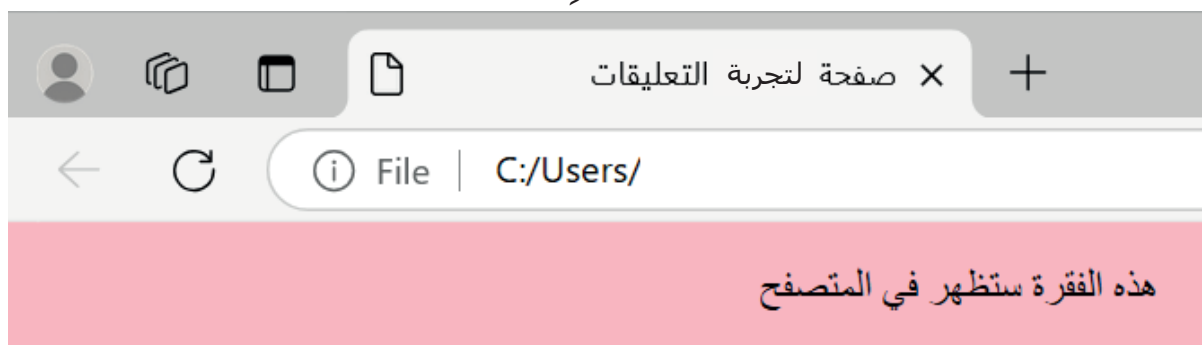 صفحة لتجربة التعليقات
File C:/Users/
هذه الفقرة ستظهر في المتصفح